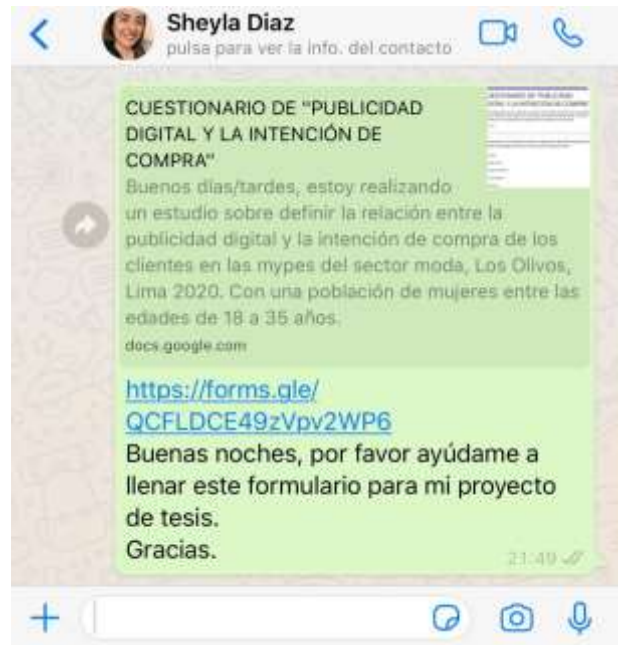 Sheyla Diaz
pulsa para ver la info. del contacto
CUESTIONARIO DE "PUBLICIDAD
DIGITAL Y LA INTENCIÓN DE
COMPRA"
Buenos días/tardes, estoy realizando
un estudio sobre definir la relación entre la
publicidad digital y la intención de compra de los
clientes en las mypes del sector moda, Los Olivos,
Lima 2020. Con una población de mujeres entre las
edades de 18 a 35 años.
docs.google.com
https://forms.gle/
QCFLDCE49zVpv2WP6
Buenas noches, por favor ayúdame a
llenar este formulario para mi proyecto
de tesis.
Gracias.
21:49